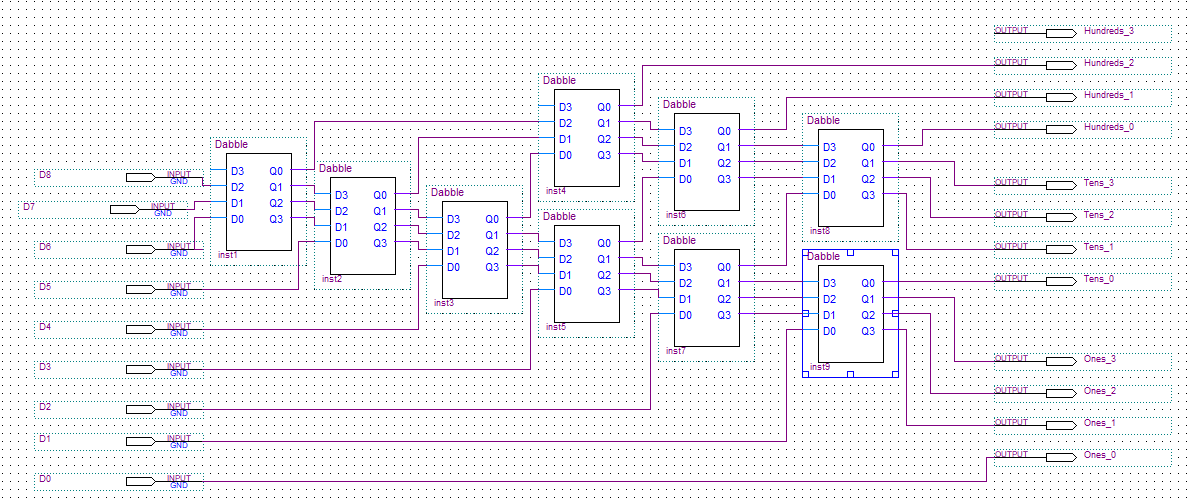 OUTPUT Hundreds_3
OUTPUT Hundreds_2
OUTPUT Hundreds_1
OUTPUT Hundreds_0
OUTPUT Tens_3
OUTPUT Tens_2
OUTPUT Tens_1
OUTPUT Tens_0
OUTPUT Ones_3
OUTPUT Ones_2
OUTPUT Ones_1
OUTPUT Ones_0
D8 INPUT
GND
D7 INPUT
GND
D6 INPUT
GND
D5 INPUT
GND
D4 INPUT
GND
D3 INPUT
GND
D2 INPUT
GND
D1 INPUT
GND
D0 INPUT
GND
Dabble
D3 Q0
D2 Q1
D1 Q2
D0 Q3
inst1
Dabble
D3 Q0
D2 Q1
D1 Q2
D0 Q3
inst2
Dabble
D3 Q0
D2 Q1
D1 Q2
D0 Q3
inst3
Dabble
D3 Q0
D2 Q1
D1 Q2
D0 Q3
inst4
Dabble
D3 Q0
D2 Q1
D1 Q2
D0 Q3
inst5
Dabble
D3 Q0
D2 Q1
D1 Q2
D0 Q3
inst6
Dabble
D3 Q0
D2 Q1
D1 Q2
D0 Q3
inst7
Dabble
D3 Q0
D2 Q1
D1 Q2
D0 Q3
inst8
Dabble
D3 Q0
D2 Q1
D1 Q2
D0 Q3
inst9